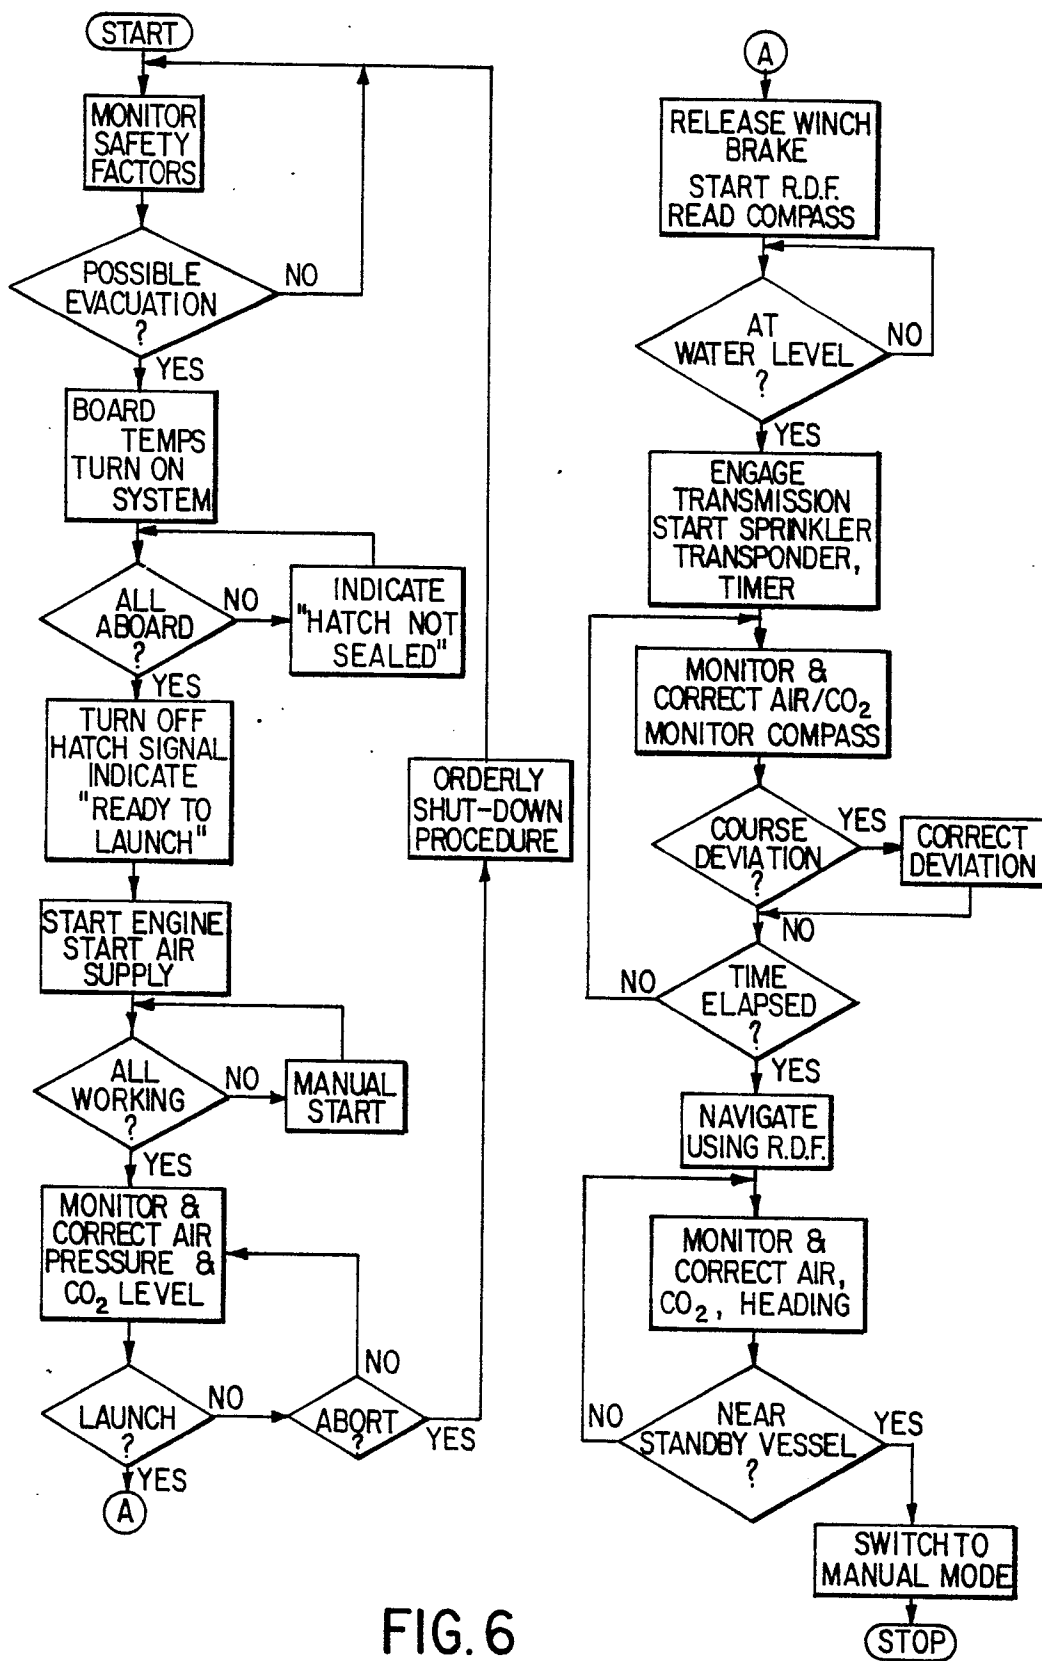 START
MONITOR
SAFETY
FACTORS
POSSIBLE
EVACUATION
?
NO
YES
BOARD
TEMPS
TURN ON
SYSTEM
ALL
ABOARD
?
NO
INDICATE
"HATCH NOT
SEALED"
YES
TURN OFF
HATCH SIGNAL
INDICATE
"READY TO
LAUNCH"
ORDERLY
SHUT-DOWN
PROCEDURE
START ENGINE
START AIR
SUPPLY
ALL
WORKING
?
NO
MANUAL
START
YES
MONITOR &
CORRECT AIR
PRESSURE &
CO₂ LEVEL
LAUNCH
?
NO
ABORT
?
NO
YES
YES
A
A
RELEASE WINCH
BRAKE
START R.D.F.
READ COMPASS
AT
WATER LEVEL
?
NO
YES
ENGAGE
TRANSMISSION
START SPRINKLER
TRANSPONDER,
TIMER
MONITOR &
CORRECT AIR/CO₂
MONITOR COMPASS
COURSE
DEVIATION
?
YES
CORRECT
DEVIATION
NO
TIME
ELAPSED
?
NO
YES
NAVIGATE
USING R.D.F.
MONITOR &
CORRECT AIR,
CO₂, HEADING
NEAR
STANDBY VESSEL
?
NO
YES
SWITCH TO
MANUAL MODE
STOP
FIG. 6